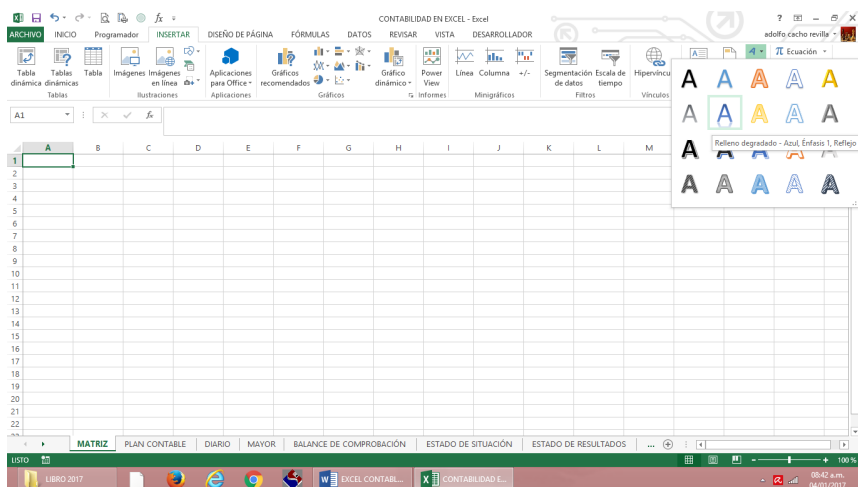 CONTABILIDAD EN EXCEL - Excel
ARCHIVO INICIO Programador INSERTAR DISEÑO DE PÁGINA FÓRMULAS DATOS REVISAR VISTA DESARROLLADOR adolfo cacho revilla
Tabla dinámica Tablas dinámicas Tabla Imágenes Imágenes en línea Aplicaciones para Office Gráficos recomendados Gráfico dinámico Power View Línea Columna +/- Segmentación de datos Escala de tiempo Hipervíncu Ecuación
Tablas Ilustraciones Aplicaciones Gráficos Informes Minigráficos Filtros Vínculos
A A A A A
A1 fx
A A A A A
Relleno degradado - Azul, Énfasis 1, Reflejo
A B C D E F G H I J K L M
A A A A A
1
2
3
4
5
6
7
8
9
10
11
12
13
14
15
16
17
18
19
20
21
22
MATRIZ PLAN CONTABLE DIARIO MAYOR BALANCE DE COMPROBACIÓN ESTADO DE SITUACIÓN ESTADO DE RESULTADOS ...
LISTO 100 %
LIBRO 2017 EXCEL CONTABL... CONTABILIDAD E... 08:42 a.m.
04/01/2017